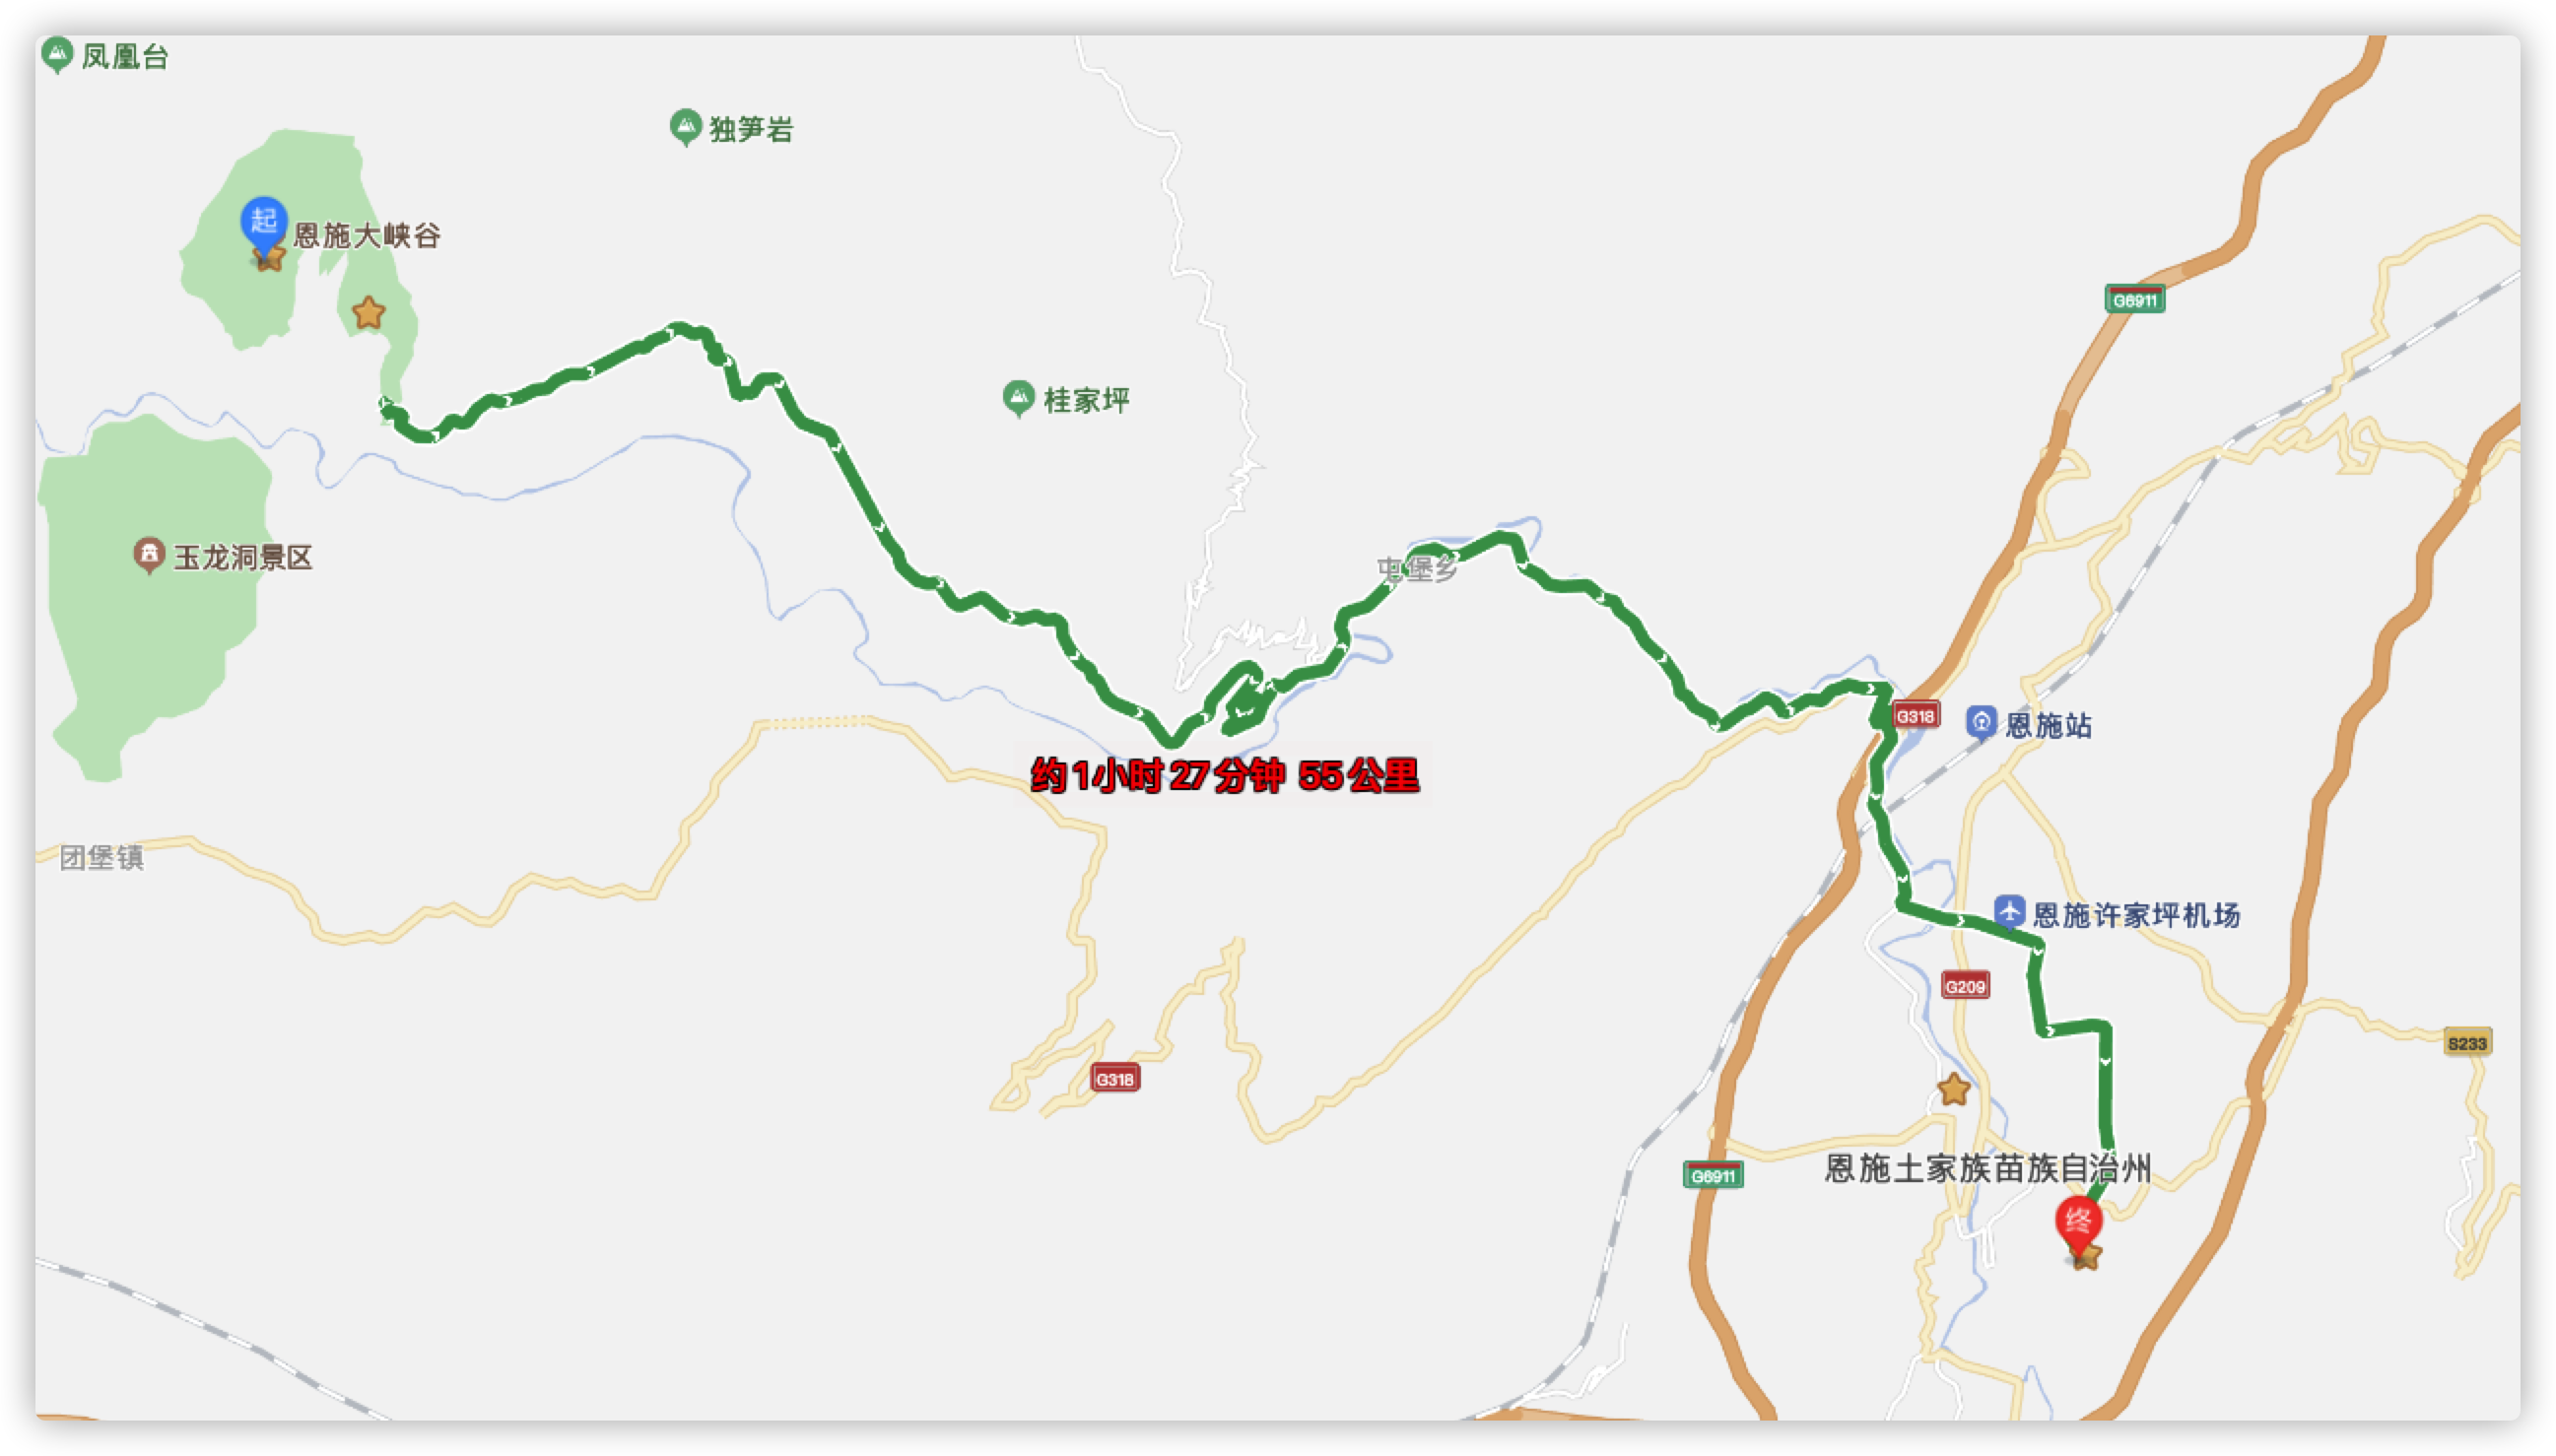 凤凰台
独笋岩
起
恩施大峡谷
G6911
桂家坪
玉龙洞景区
屯堡乡
G318
恩施站
约1小时27分钟 55公里
团堡镇
恩施许家坪机场
G209
S233
G318
恩施土家族苗族自治州
G6911
终